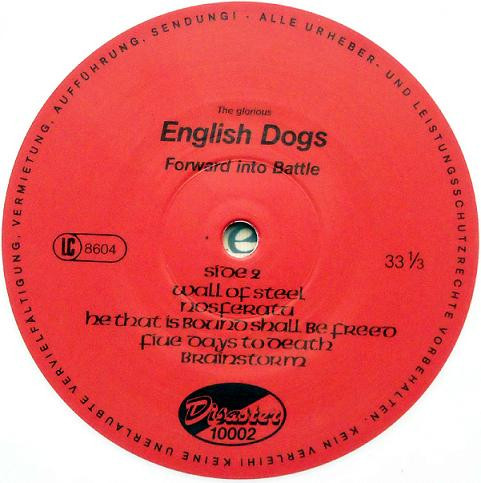 ALLE URHEBER- UND LEISTUNGSSCHUTZRECHTE VORBEHALTEN. KEIN VERLEIH! KEINE UNERLAUBTE VERVIELFÄLTIGUNG, VERMIETUNG, AUFFÜHRUNG, SENDUNG! -
The glorious
English Dogs
Forward into Battle
e
LC 8604
33 1/3
side 2
wall of steel
nosferatu
he that is bound shall be freed
five days to death
brainstorm
Disaster
10002